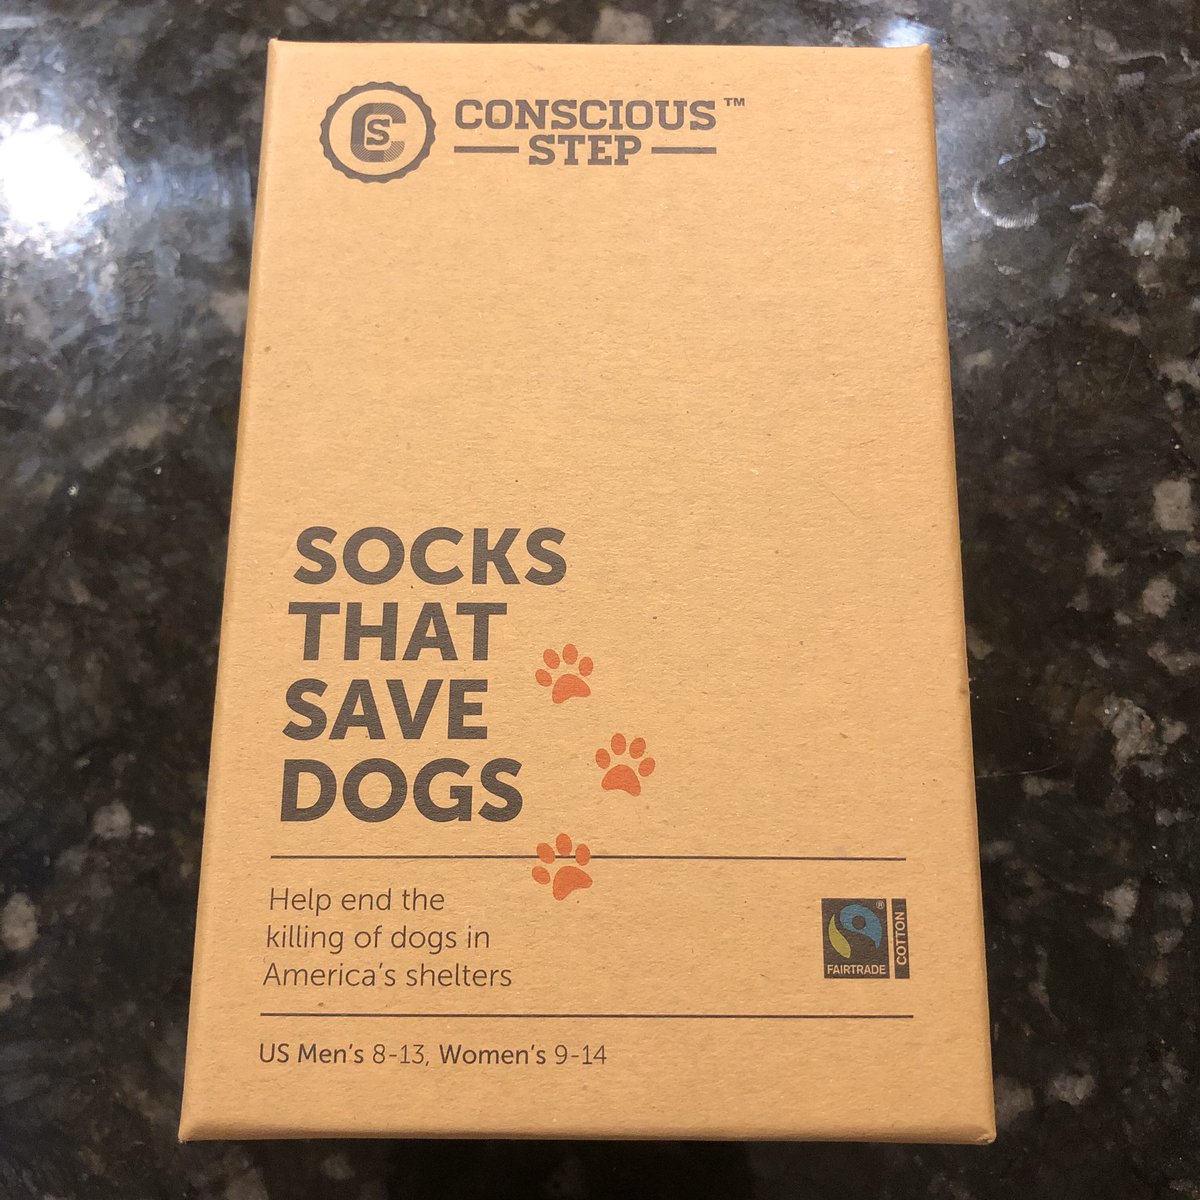 CS
CONSCIOUS™
STEP
SOCKS
THAT
SAVE
DOGS
Help end the
killing of dogs in
America's shelters
®
FAIRTRADE
COTTON
US Men's 8-13, Women's 9-14